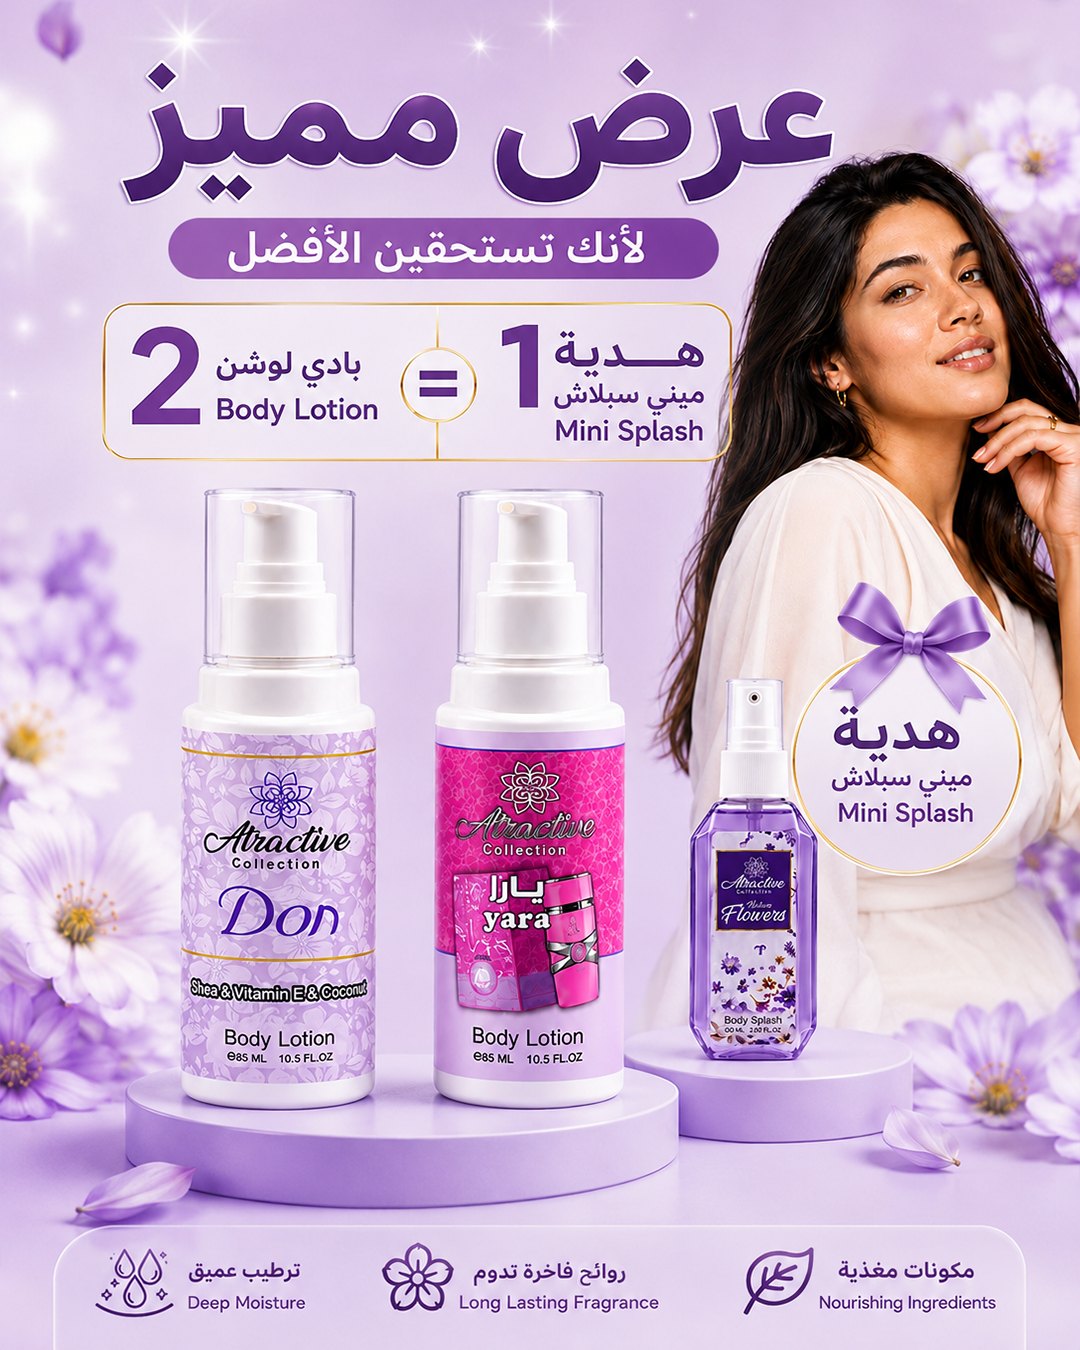 عرض مميز
لأنك تستحقين الأفضل
2 بادي لوشن
Body Lotion
=
1 هـــدية
ميني سبلاش
Mini Splash
Atractive
Collection
Don
Shea & Vitamin E & Coconut
Body Lotion
85 ML 10.5 FL.OZ
Atractive
Collection
يارا
yara
Body Lotion
85 ML 10.5 FL.OZ
Atractive
Collection
Flowers
Body Splash
هدية
ميني سبلاش
Mini Splash
ترطيب عميق
Deep Moisture
روائح فاخرة تدوم
Long Lasting Fragrance
مكونات مغذية
Nourishing Ingredients